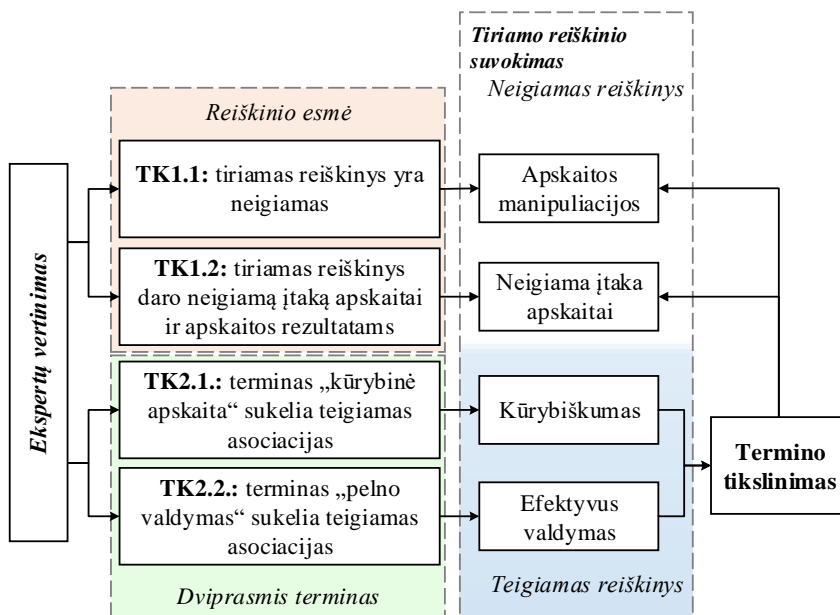 Tiriamo reiškinio
suvokimas
Neigiamas reiškinys
Reiškinio esmė
Ekspertų vertinimas
TK1.1: tiriamas reiškinys yra
neigiamas
Apskaitos
manipuliacijos
TK1.2: tiriamas reiškinys
daro neigiamą įtaką apskaitai
ir apskaitos rezultatams
Neigiama įtaka
apskaitai
TK2.1.: terminas „kūrybinė
apskaita“ sukelia teigiamas
asociacijas
Kūrybiškumas
Termino
tikslinimas
TK2.2.: terminas „pelno
valdymas“ sukelia teigiamas
asociacijas
Efektyvus
valdymas
Dviprasmis terminas
Teigiamas reiškinys